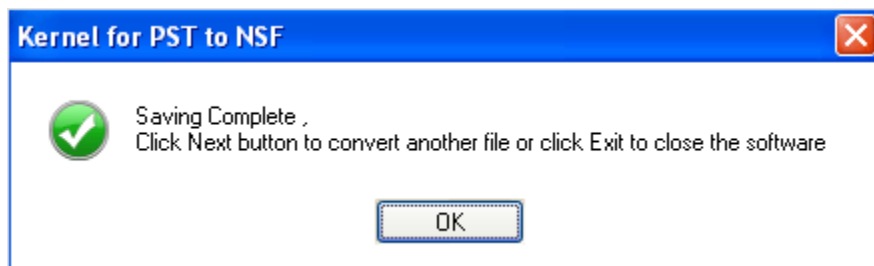 Kernel for PST to NSF
Saving Complete ,
Click Next button to convert another file or click Exit to close the software
OK